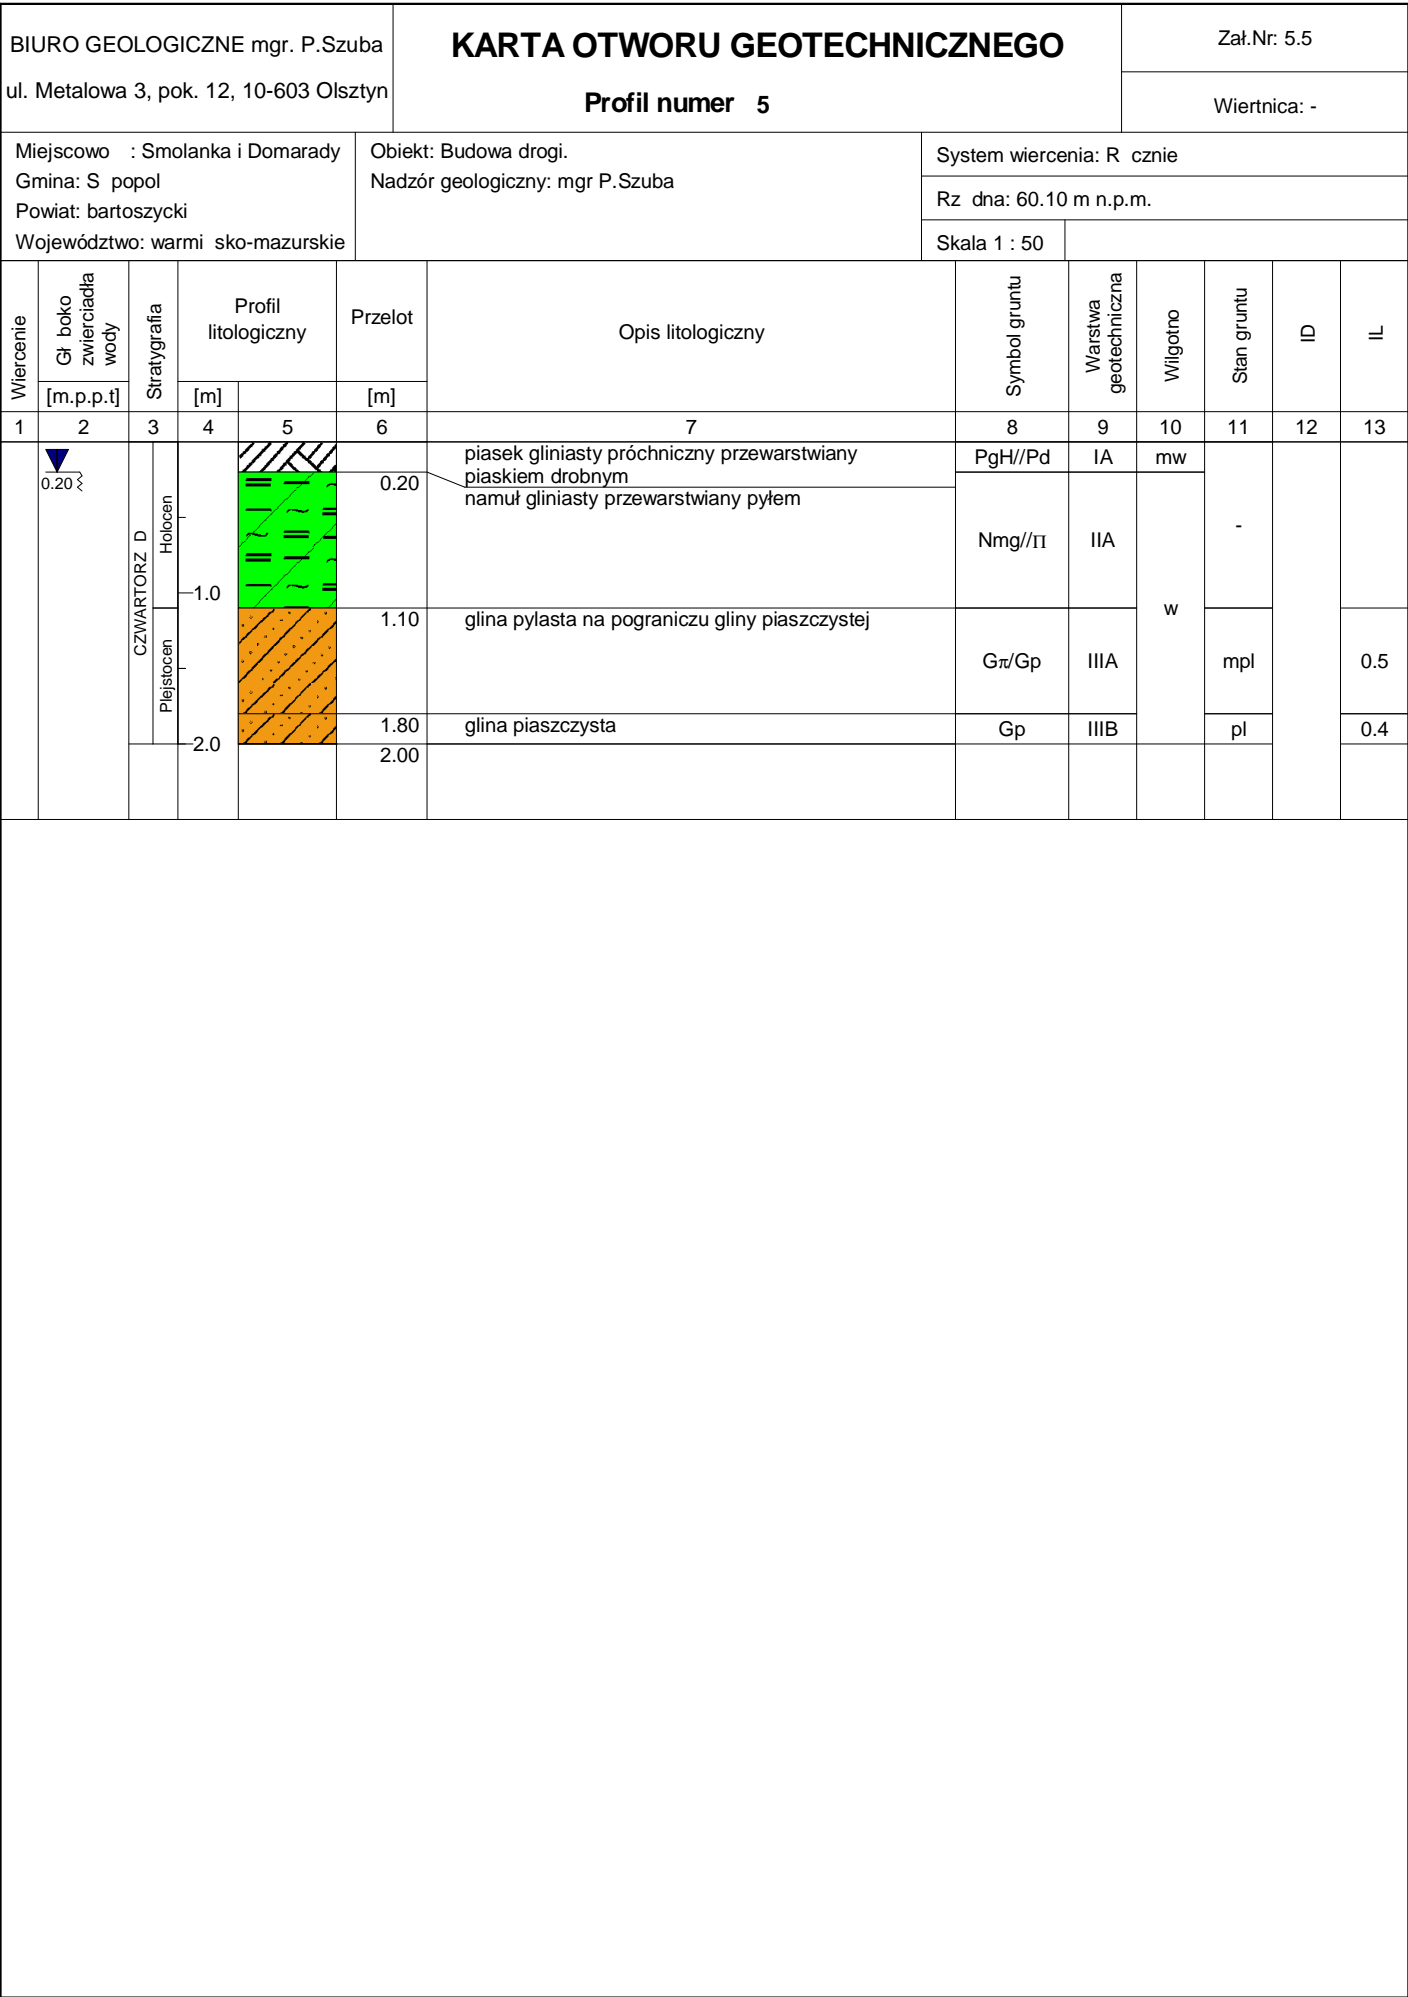 BIURO GEOLOGICZNE mgr. P.Szuba
ul. Metalowa 3, pok. 12, 10-603 Olsztyn
KARTA OTWORU GEOTECHNICZNEGO
Profil numer 5
Zał.Nr: 5.5
Wiertnica: -
Miejscowo : Smolanka i Domarady
Gmina: S popol
Powiat: bartoszycki
Województwo: warmi sko-mazurskie
Obiekt: Budowa drogi.
Nadzór geologiczny: mgr P.Szuba
System wiercenia: R cznie
Rz dna: 60.10 m n.p.m.
Skala 1 : 50
Wiercenie
Gł boko
zwierciadła
wody
[m.p.p.t]
Stratygrafia
Profil
litologiczny
[m]
Przelot
[m]
Opis litologiczny
Symbol gruntu
Warstwa
geotechniczna
Wilgotno
Stan gruntu
ID
IL
1 2 3 4 5 6 7 8 9 10 11 12 13
0.20
CZWARTORZ D
Holocen
Plejstocen
1.0
2.0
0.20
1.10
1.80
2.00
piasek gliniasty próchniczny przewarstwiany
piaskiem drobnym
namuł gliniasty przewarstwiany pyłem
glina pylasta na pograniczu gliny piaszczystej
glina piaszczysta
PgH//Pd IA mw
Nmg//Π IIA
-
w
Gπ/Gp IIIA mpl 0.5
Gp IIIB pl 0.4